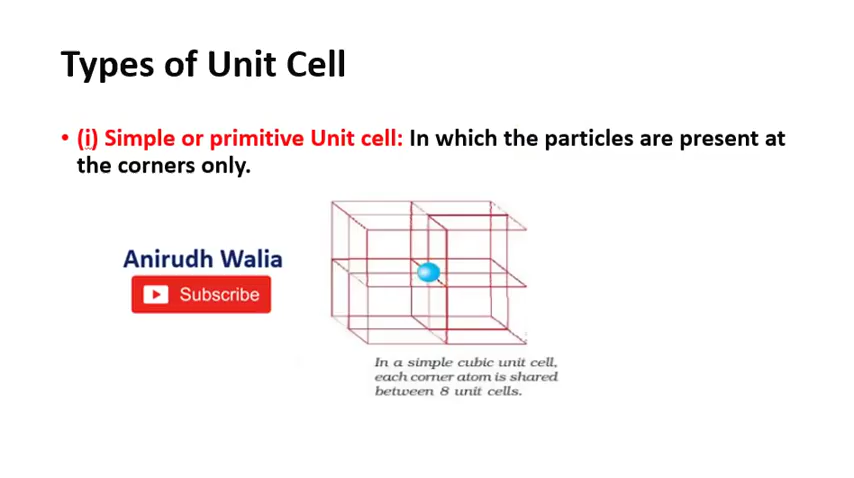 Types of Unit Cell
• (i) Simple or primitive Unit cell: In which the particles are present at
the corners only.
Anirudh Walia
Subscribe
In a simple cubic unit cell,
each corner atom is shared
between 8 unit cells.